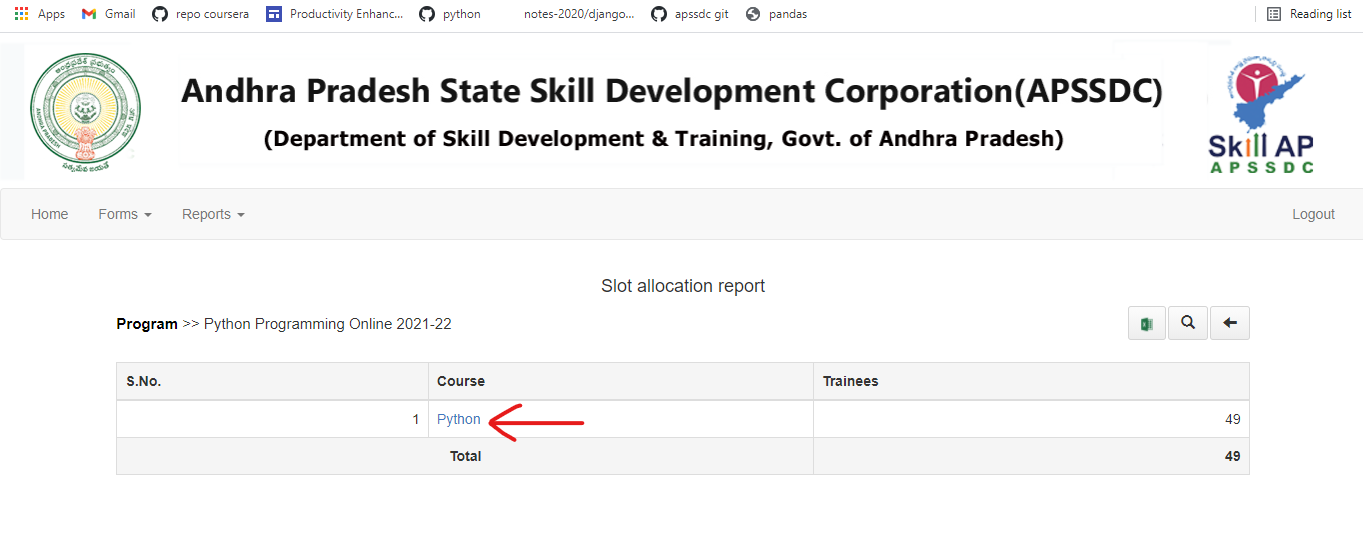 Apps Gmail repo coursera Productivity Enhanc... python notes-2020/django... apssdc git pandas Reading list
Andhra Pradesh State Skill Development Corporation(APSSDC)
(Department of Skill Development & Training, Govt. of Andhra Pradesh)
Skill AP
APSSDC
Home Forms Reports Logout
Slot allocation report
Program >> Python Programming Online 2021-22
S.No. Course Trainees
1 Python 49
Total 49